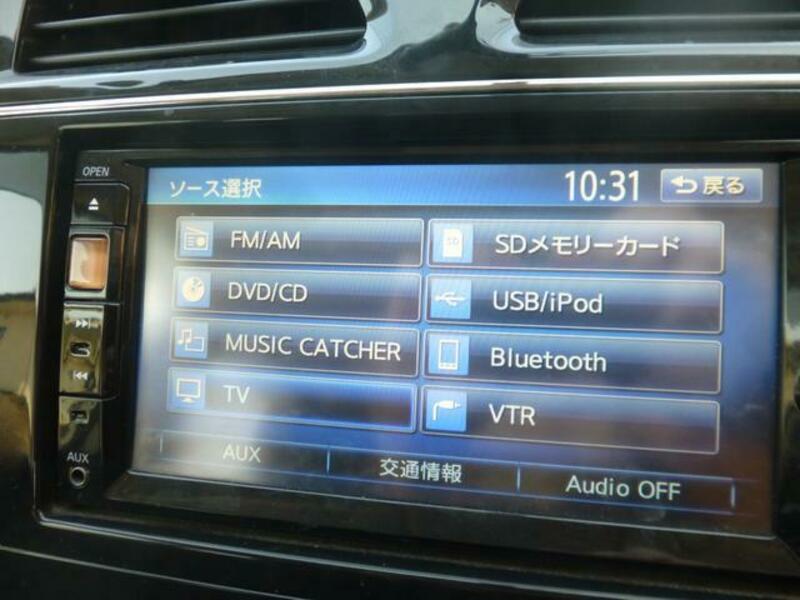 OPEN
ソース選択
10:31
戻る
FM/AM
SD
SDメモリーカード
DVD/CD
USB/iPod
MUSIC CATCHER
Bluetooth
TV
VTR
AUX
AUX
交通情報
Audio OFF